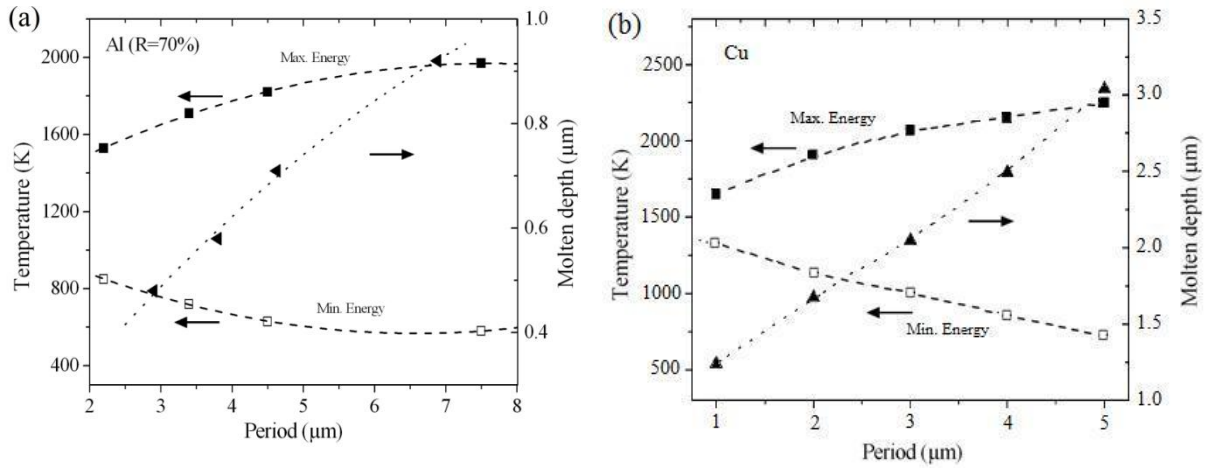 (a)
Al (R=70%)
Max. Energy
Min. Energy
2000
1600
1200
800
400
Temperature (K)
1.0
0.8
0.6
0.4
Molten depth (μm)
2 3 4 5 6 7 8
Period (μm)
(b)
Cu
Max. Energy
Min. Energy
2500
2000
1500
1000
500
Temperature (K)
3.5
3.0
2.5
2.0
1.5
1.0
Molten depth (μm)
1 2 3 4 5
Period (μm)